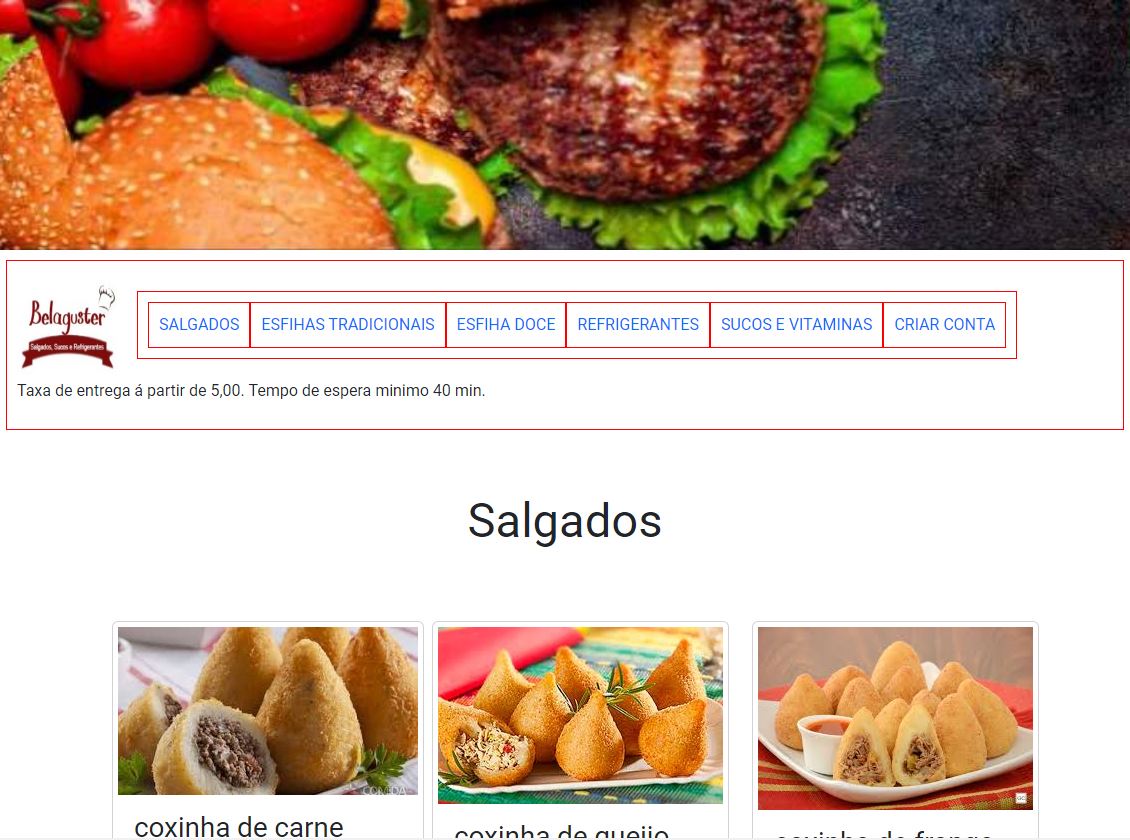 Belaguster
Salgados, Sucos e Refrigerantes
SALGADOS ESFIHAS TRADICIONAIS ESFIHA DOCE REFRIGERANTES SUCOS E VITAMINAS CRIAR CONTA
Taxa de entrega á partir de 5,00. Tempo de espera minimo 40 min.
Salgados
COMIDA
coxinha de carne
coxinha de queijo
coxinha de frango